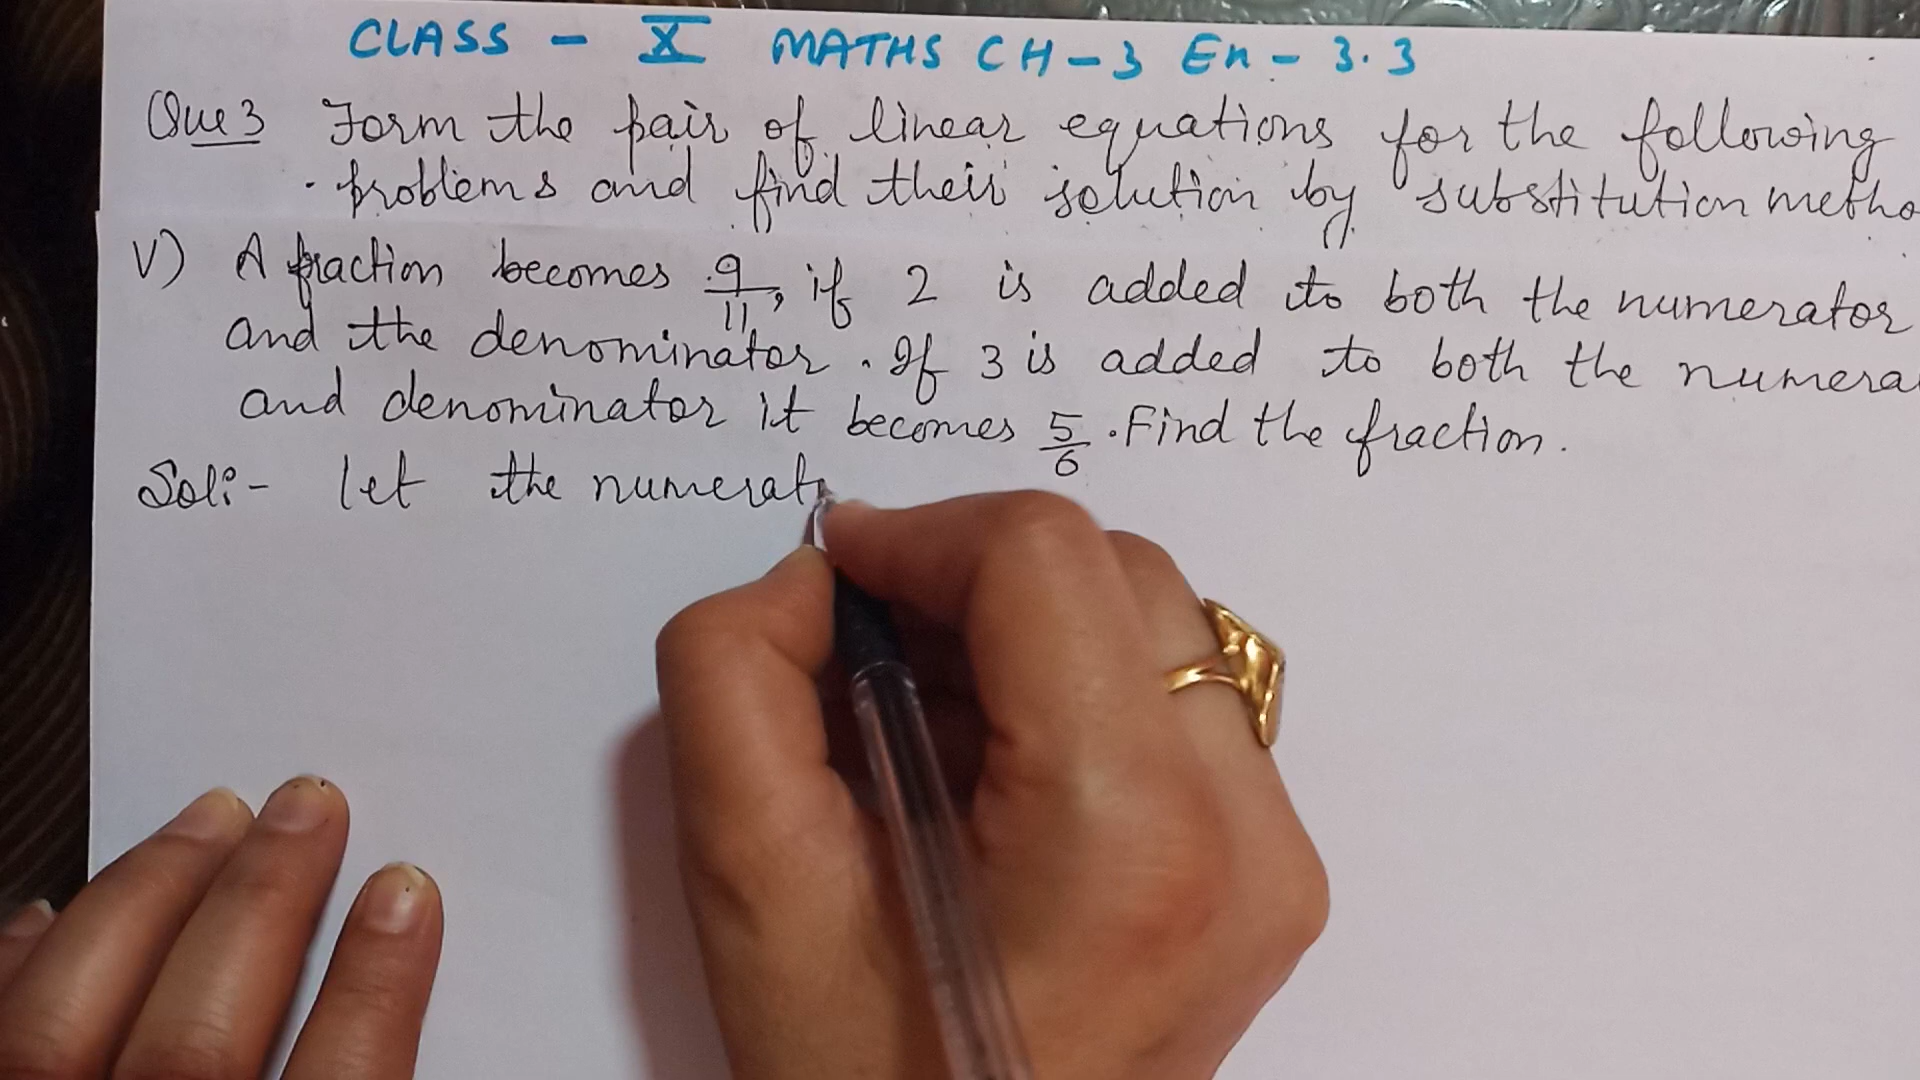 CLASS - X MATHS CH-3 Ex - 3.3
Que 3 Form the pair of linear equations for the following
problems and find their solution by substitution metho
V) A fraction becomes 9/11, if 2 is added to both the numerator
and the denominator. If 3 is added to both the numera
and denominator it becomes 5/6. Find the fraction.
Sol:- let the numerato